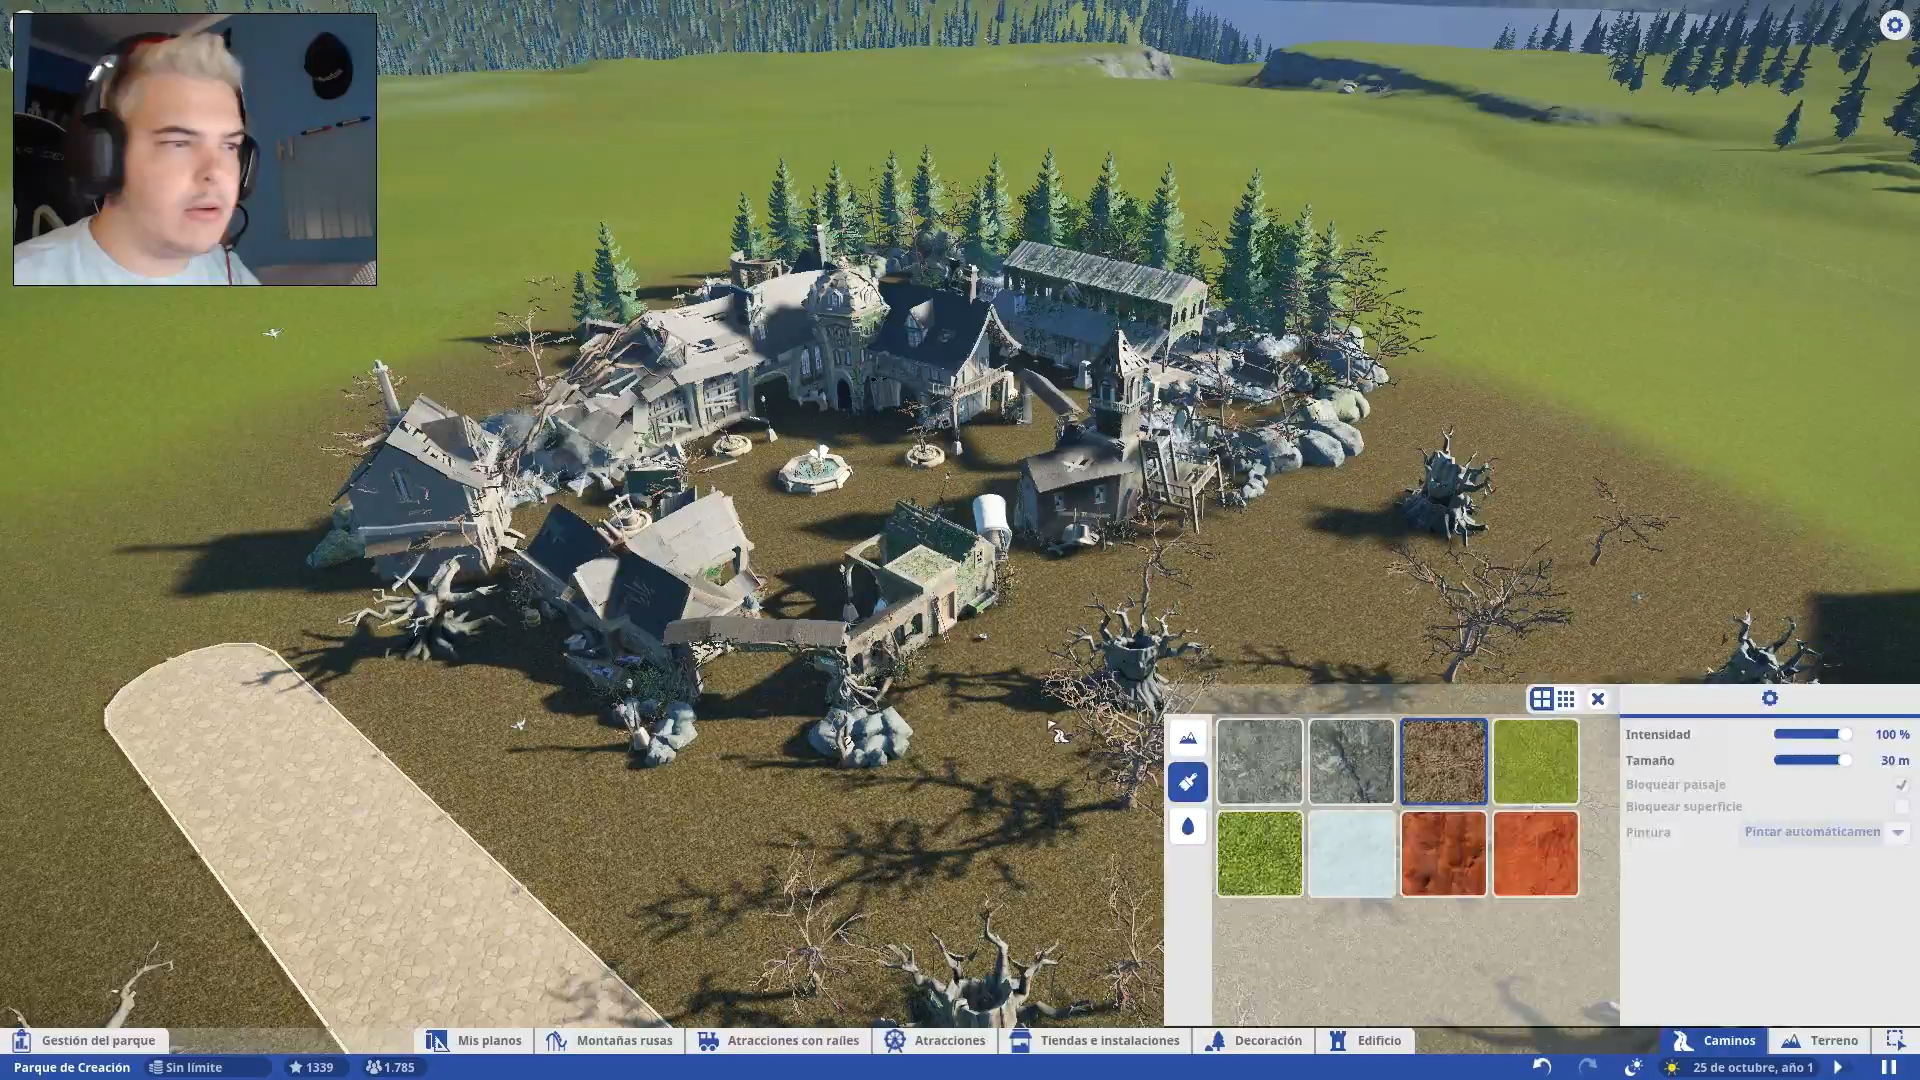 Intensidad 100 %
Tamaño 30 m
Bloquear paisaje
Bloquear superficie
Pintura Pintar automáticamen
Gestión del parque Mis planos Montañas rusas Atracciones con raíles Atracciones Tiendas e instalaciones Decoración Edificio Caminos Terreno
Parque de Creación Sin límite 1339 1.785 25 de octubre, año 1